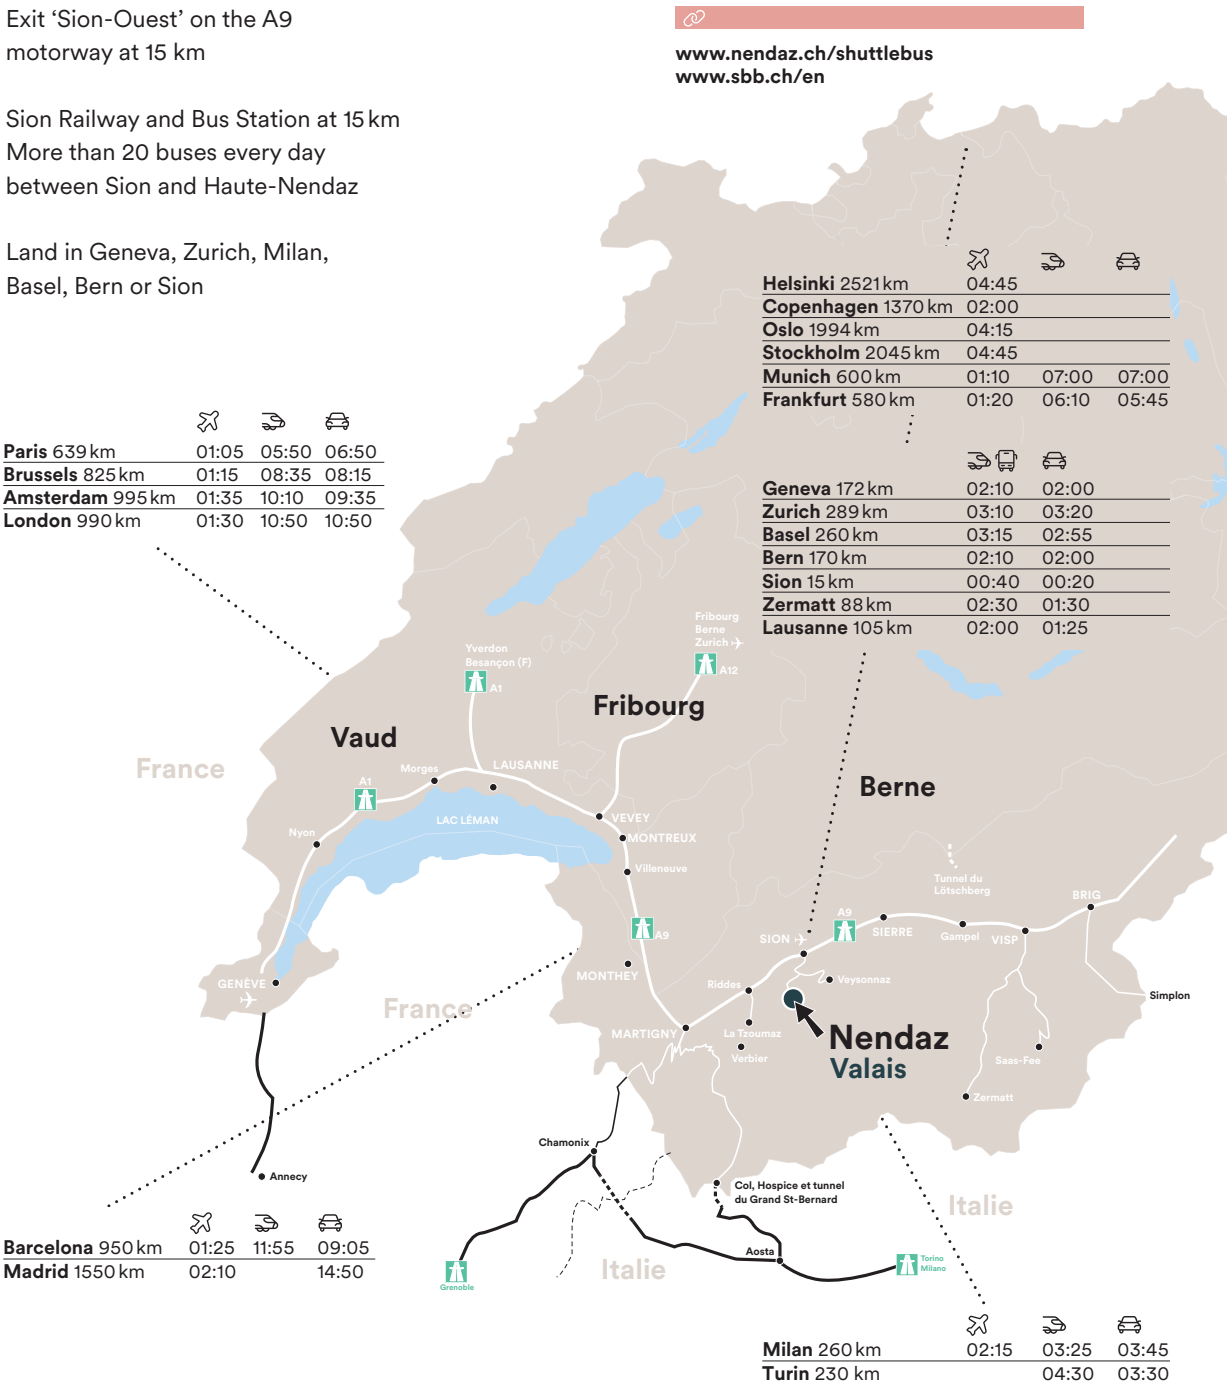 Exit ‘Sion-Ouest’ on the A9
motorway at 15 km
Sion Railway and Bus Station at 15 km
More than 20 buses every day
between Sion and Haute-Nendaz
Land in Geneva, Zurich, Milan,
Basel, Bern or Sion
www.nendaz.ch/shuttlebus
www.sbb.ch/en
Helsinki 2521 km 04:45
Copenhagen 1370 km 02:00
Oslo 1994 km 04:15
Stockholm 2045 km 04:45
Munich 600 km 01:10 07:00 07:00
Frankfurt 580 km 01:20 06:10 05:45
Paris 639 km 01:05 05:50 06:50
Brussels 825 km 01:15 08:35 08:15
Amsterdam 995 km 01:35 10:10 09:35
London 990 km 01:30 10:50 10:50
Geneva 172 km 02:10 02:00
Zurich 289 km 03:10 03:20
Basel 260 km 03:15 02:55
Bern 170 km 02:10 02:00
Sion 15 km 00:40 00:20
Zermatt 88 km 02:30 01:30
Lausanne 105 km 02:00 01:25
Fribourg
Berne
Zurich
A12
Yverdon
Besançon (F)
A1
Fribourg
Vaud
France
Berne
LAUSANNE
Morges
A1
Nyon
LAC LÉMAN
VEVEY
MONTREUX
Villeneuve
Tunnel du
Lötschberg
BRIG
A9
SIERRE
Gampel
VISP
SION
A9
MONTHEY
GENÈVE
France
Riddes
Veysonnaz
Simplon
MARTIGNY
La Tzoumaz
Verbier
Nendaz
Valais
Saas-Fee
Zermatt
Chamonix
Annecy
Col, Hospice et tunnel
du Grand St-Bernard
Italie
Aosta
Italie
Torino
Milano
Grenoble
Barcelona 950 km 01:25 11:55 09:05
Madrid 1550 km 02:10 14:50
Milan 260 km 02:15 03:25 03:45
Turin 230 km 04:30 03:30